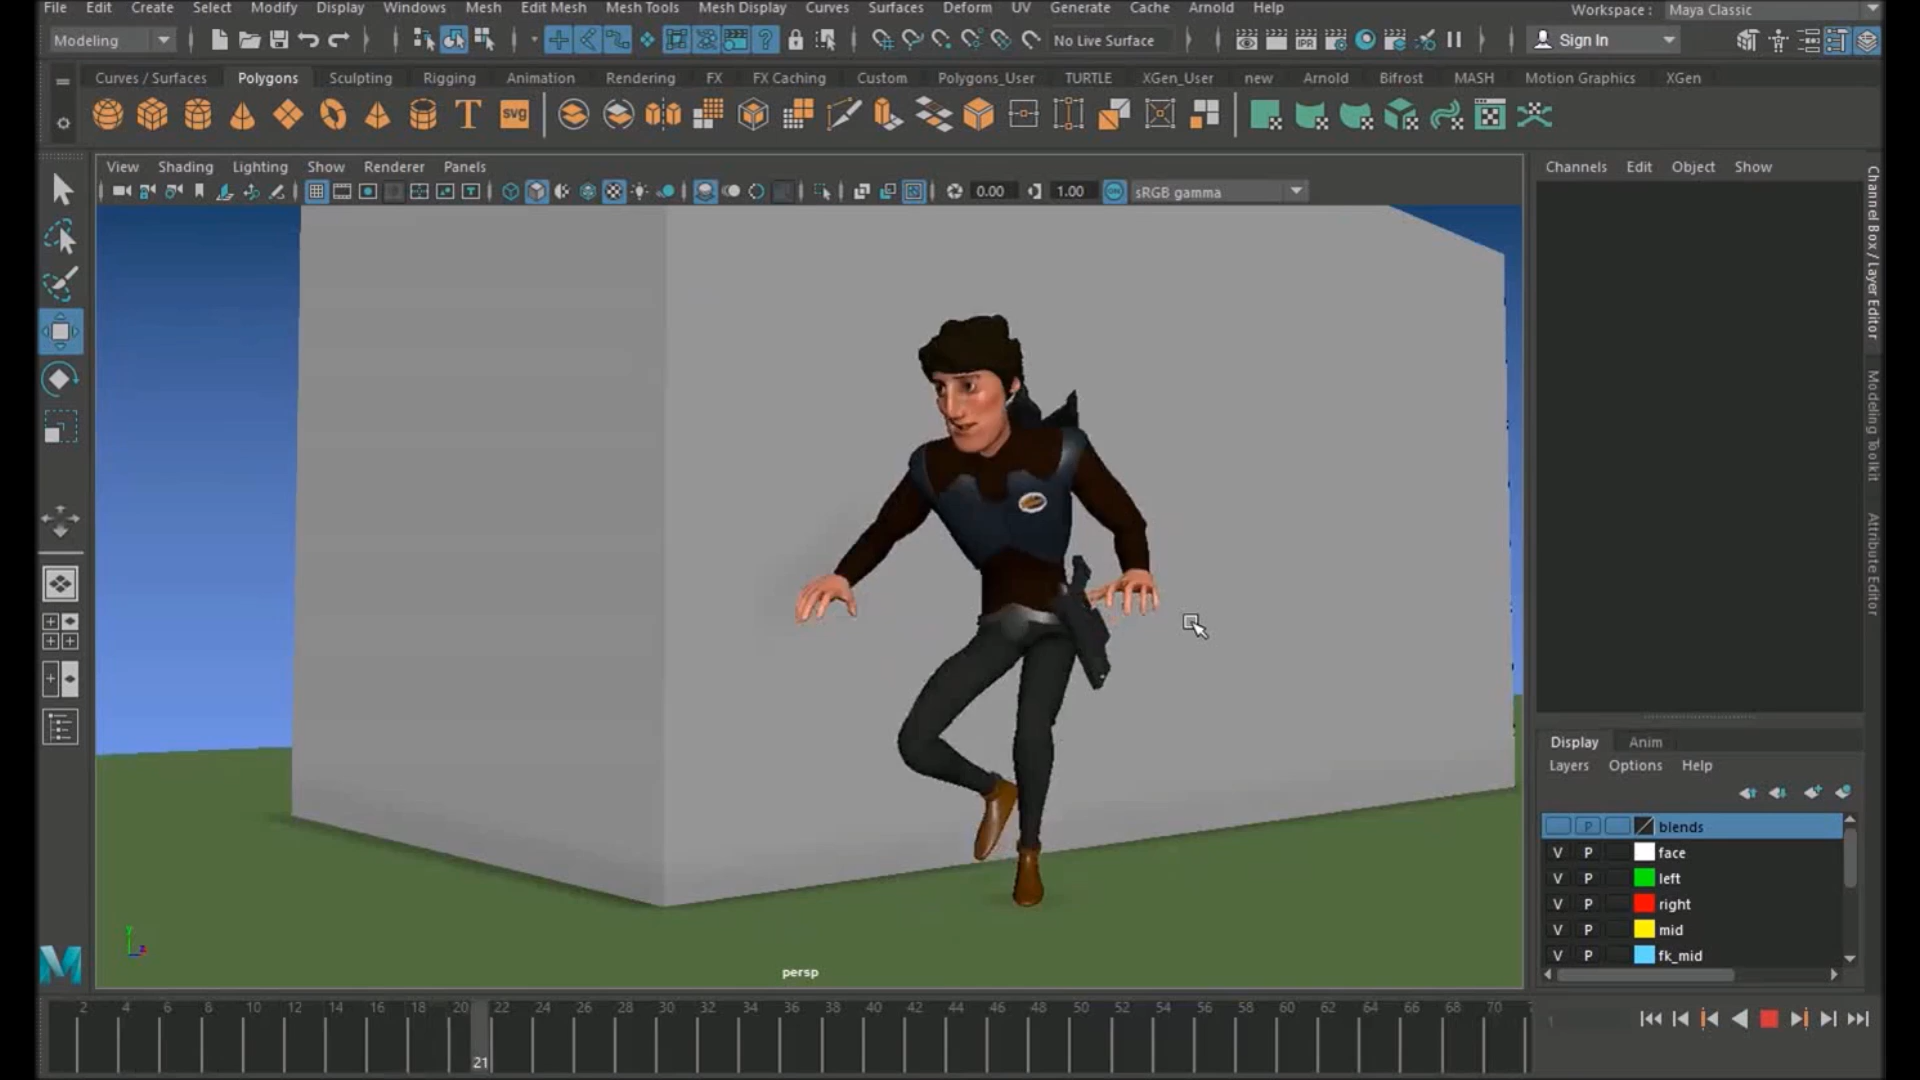 File Edit Create Select Modify Display Windows Mesh Edit Mesh Mesh Tools Mesh Display Curves Surfaces Deform UV Generate Cache Arnold Help Workspace : Maya Classic
Modeling No Live Surface Sign In
Curves / Surfaces Polygons Sculpting Rigging Animation Rendering FX FX Caching Custom Polygons_User TURTLE XGen_User new Arnold Bifrost MASH Motion Graphics XGen
T svg IPR
View Shading Lighting Show Renderer Panels
0.00 1.00 ON sRGB gamma
Channels Edit Object Show
Channel Box / Layer Editor
Modeling Toolkit
Attribute Editor
Display Anim
Layers Options Help
P blends
V P face
V P left
V P right
V P mid
V P fk_mid
y
z
persp
M
2 4 6 8 10 12 14 16 18 20 22 24 26 28 30 32 34 36 38 40 42 44 46 48 50 52 54 56 58 60 62 64 66 68 70
21
1